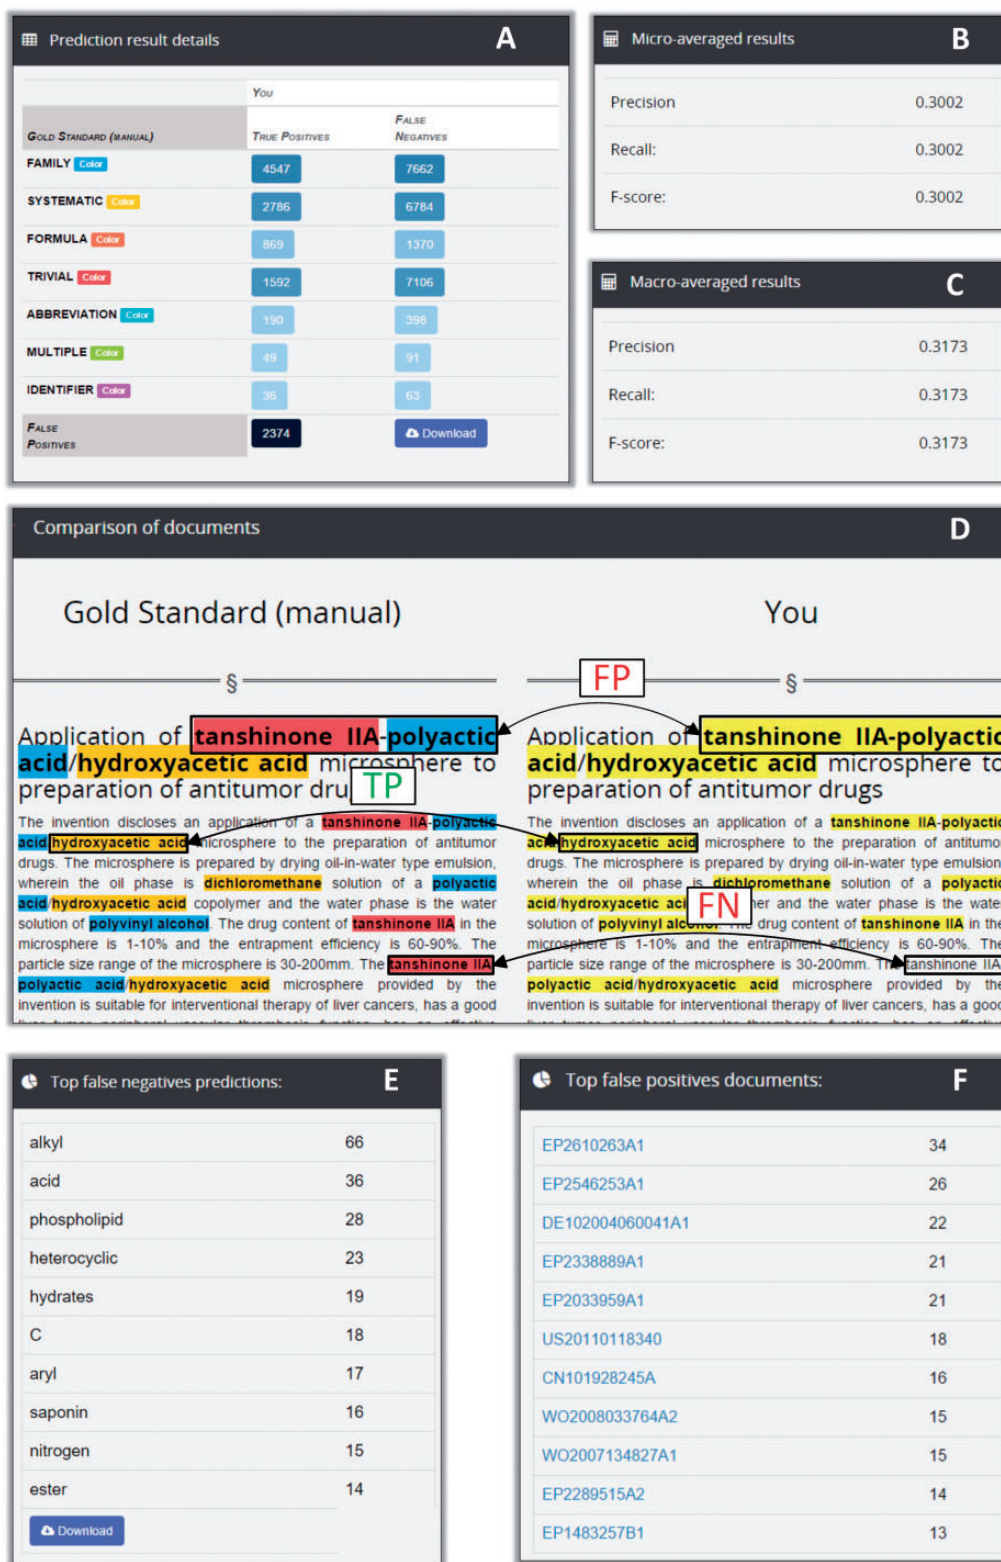 Prediction result details A
You
GOLD STANDARD (MANUAL) TRUE POSITIVES FALSE NEGATIVES
FAMILY Color 4547 7662
SYSTEMATIC Color 2786 6784
FORMULA Color 869 1370
TRIVIAL Color 1592 7106
ABBREVIATION Color 190 398
MULTIPLE Color 49 91
IDENTIFIER Color 36 63
FALSE POSITIVES 2374 Download
Micro-averaged results B
Precision 0.3002
Recall: 0.3002
F-score: 0.3002
Macro-averaged results C
Precision 0.3173
Recall: 0.3173
F-score: 0.3173
Comparison of documents D
Gold Standard (manual)
§
Application of tanshinone IIA-polyactic
acid/hydroxyacetic acid microsphere to
preparation of antitumor dru
The invention discloses an application of a tanshinone IIA-polyactic
acid/hydroxyacetic acid microsphere to the preparation of antitumor
drugs. The microsphere is prepared by drying oil-in-water type emulsion,
wherein the oil phase is dichloromethane solution of a polyactic
acid/hydroxyacetic acid copolymer and the water phase is the water
solution of polyvinyl alcohol. The drug content of tanshinone IIA in the
microsphere is 1-10% and the entrapment efficiency is 60-90%. The
particle size range of the microsphere is 30-200mm. The tanshinone IIA
polyactic acid/hydroxyacetic acid microsphere provided by the
invention is suitable for interventional therapy of liver cancers, has a good
FP
TP
FN
You
§
Application of tanshinone IIA-polyactic
acid/hydroxyacetic acid microsphere to
preparation of antitumor drugs
The invention discloses an application of a tanshinone IIA-polyactic
acid/hydroxyacetic acid microsphere to the preparation of antitumor
drugs. The microsphere is prepared by drying oil-in-water type emulsion
wherein the oil phase is dichloromethane solution of a polyactic
acid/hydroxyacetic aci mer and the water phase is the water
solution of polyvinyl alcohol. The drug content of tanshinone IIA in the
microsphere is 1-10% and the entrapment efficiency is 60-90%. The
particle size range of the microsphere is 30-200mm. The tanshinone IIA
polyactic acid/hydroxyacetic acid microsphere provided by the
invention is suitable for interventional therapy of liver cancers, has a good
Top false negatives predictions: E
alkyl 66
acid 36
phospholipid 28
heterocyclic 23
hydrates 19
C 18
aryl 17
saponin 16
nitrogen 15
ester 14
Download
Top false positives documents: F
EP2610263A1 34
EP2546253A1 26
DE102004060041A1 22
EP2338889A1 21
EP2033959A1 21
US20110118340 18
CN101928245A 16
WO2008033764A2 15
WO2007134827A1 15
EP2289515A2 14
EP1483257B1 13